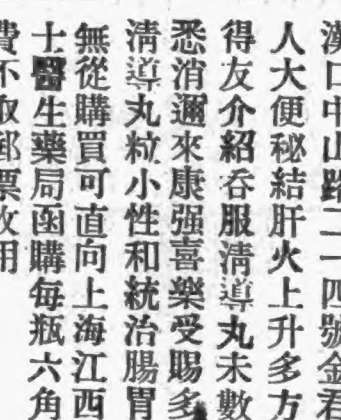 漢口中山路二一四號金君
人大便秘結肝火上升多方
得友介紹吞服淸導丸未數
悉消邇來康强喜樂受賜多
淸導丸粒小性和統治腸胃
無從購買可直向上海江西
士醫生藥局函購每瓶六角
費不取郵票收用